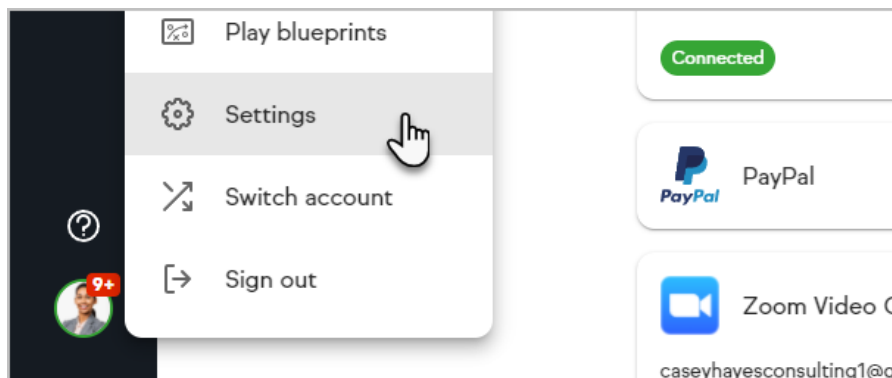 Play blueprints
Settings
Switch account
Sign out
9+
Connected
PayPal
PayPal
Zoom Video
caseyhayesconsulting1@